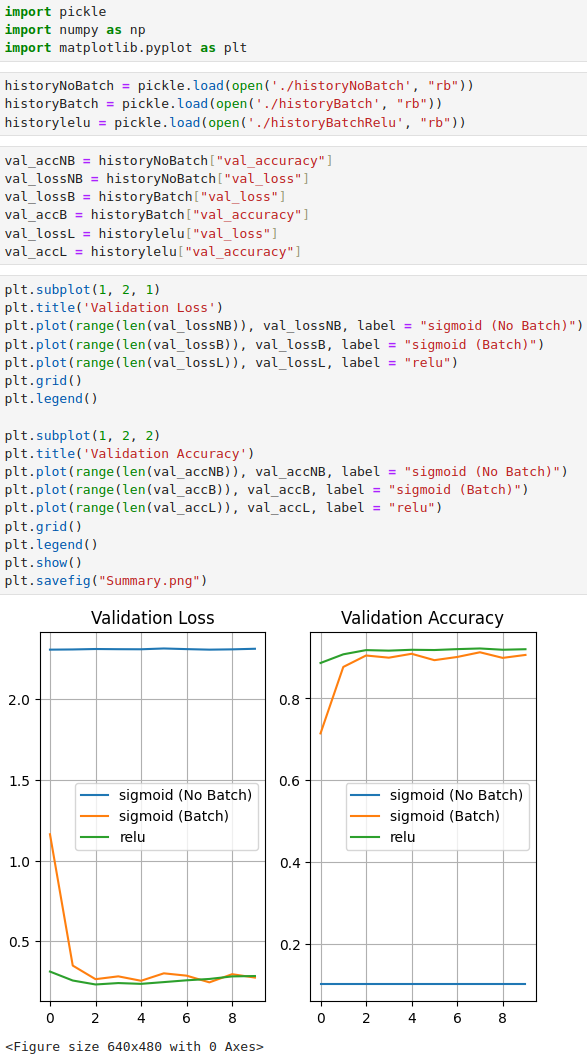 import pickle
import numpy as np
import matplotlib.pyplot as plt
historyNoBatch = pickle.load(open('./historyNoBatch', "rb"))
historyBatch = pickle.load(open('./historyBatch', "rb"))
historylelu = pickle.load(open('./historyBatchRelu', "rb"))
val_accNB = historyNoBatch["val_accuracy"]
val_lossNB = historyNoBatch["val_loss"]
val_lossB = historyBatch["val_loss"]
val_accB = historyBatch["val_accuracy"]
val_lossL = historylelu["val_loss"]
val_accL = historylelu["val_accuracy"]
plt.subplot(1, 2, 1)
plt.title('Validation Loss')
plt.plot(range(len(val_lossNB)), val_lossNB, label = "sigmoid (No Batch)")
plt.plot(range(len(val_lossB)), val_lossB, label = "sigmoid (Batch)")
plt.plot(range(len(val_lossL)), val_lossL, label = "relu")
plt.grid()
plt.legend()
plt.subplot(1, 2, 2)
plt.title('Validation Accuracy')
plt.plot(range(len(val_accNB)), val_accNB, label = "sigmoid (No Batch)")
plt.plot(range(len(val_accB)), val_accB, label = "sigmoid (Batch)")
plt.plot(range(len(val_accL)), val_accL, label = "relu")
plt.grid()
plt.legend()
plt.show()
plt.savefig("Summary.png")
Validation Loss
2.0
1.5
1.0
0.5
sigmoid (No Batch)
sigmoid (Batch)
relu
0 2 4 6 8
Validation Accuracy
0.8
0.6
0.4
0.2
sigmoid (No Batch)
sigmoid (Batch)
relu
0 2 4 6 8
<Figure size 640x480 with 0 Axes>